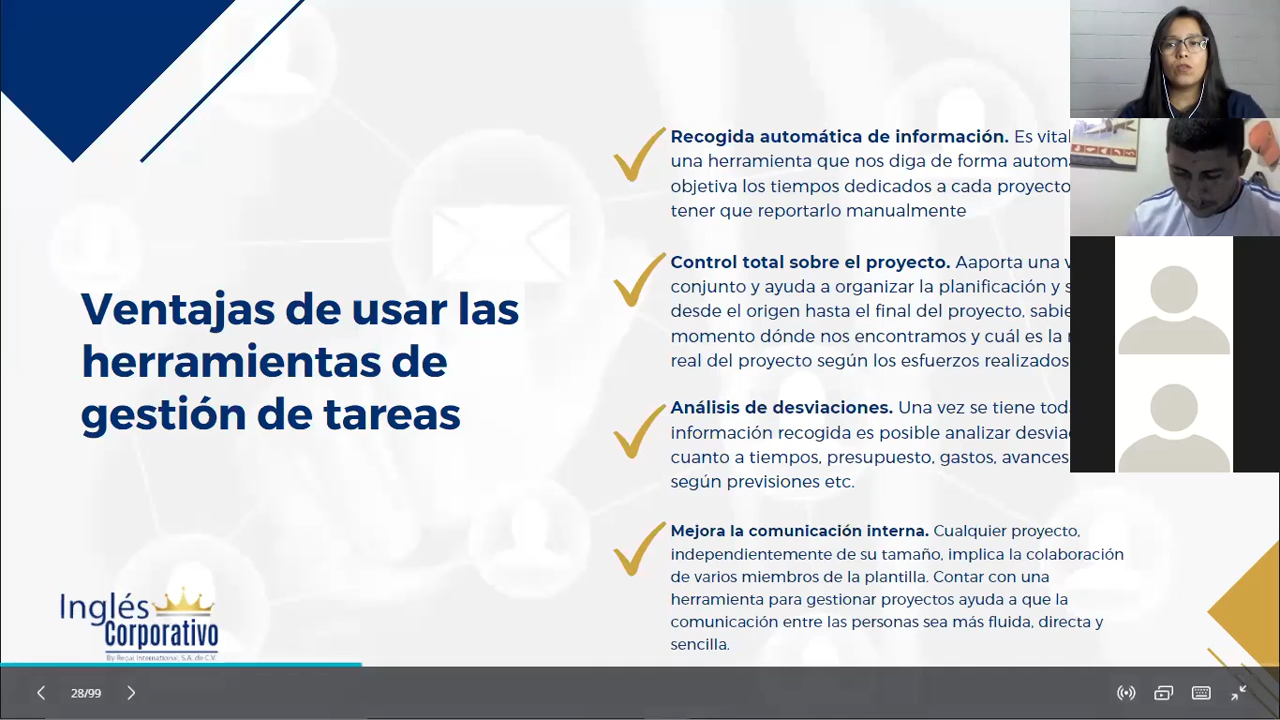 Ventajas de usar las
herramientas de
gestión de tareas
Recogida automática de información. Es vital
una herramienta que nos diga de forma autom
objetiva los tiempos dedicados a cada proyecto
tener que reportarlo manualmente
Control total sobre el proyecto. Aaporta una v
conjunto y ayuda a organizar la planificación y s
desde el origen hasta el final del proyecto, sabie
momento dónde nos encontramos y cuál es la
real del proyecto según los esfuerzos realizados
Análisis de desviaciones. Una vez se tiene toda
información recogida es posible analizar desvia
cuanto a tiempos, presupuesto, gastos, avances
según previsiones etc.
Mejora la comunicación interna. Cualquier proyecto,
independientemente de su tamaño, implica la colaboración
de varios miembros de la plantilla. Contar con una
herramienta para gestionar proyectos ayuda a que la
comunicación entre las personas sea más fluida, directa y
sencilla.
Inglés
Corporativo
By Regal International, S.A. de C.V.
28/99